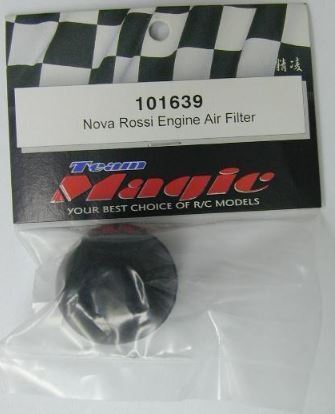 101639
Nova Rossi Engine Air Filter
Team
Magic
YOUR BEST CHOICE OF R/C MODELS